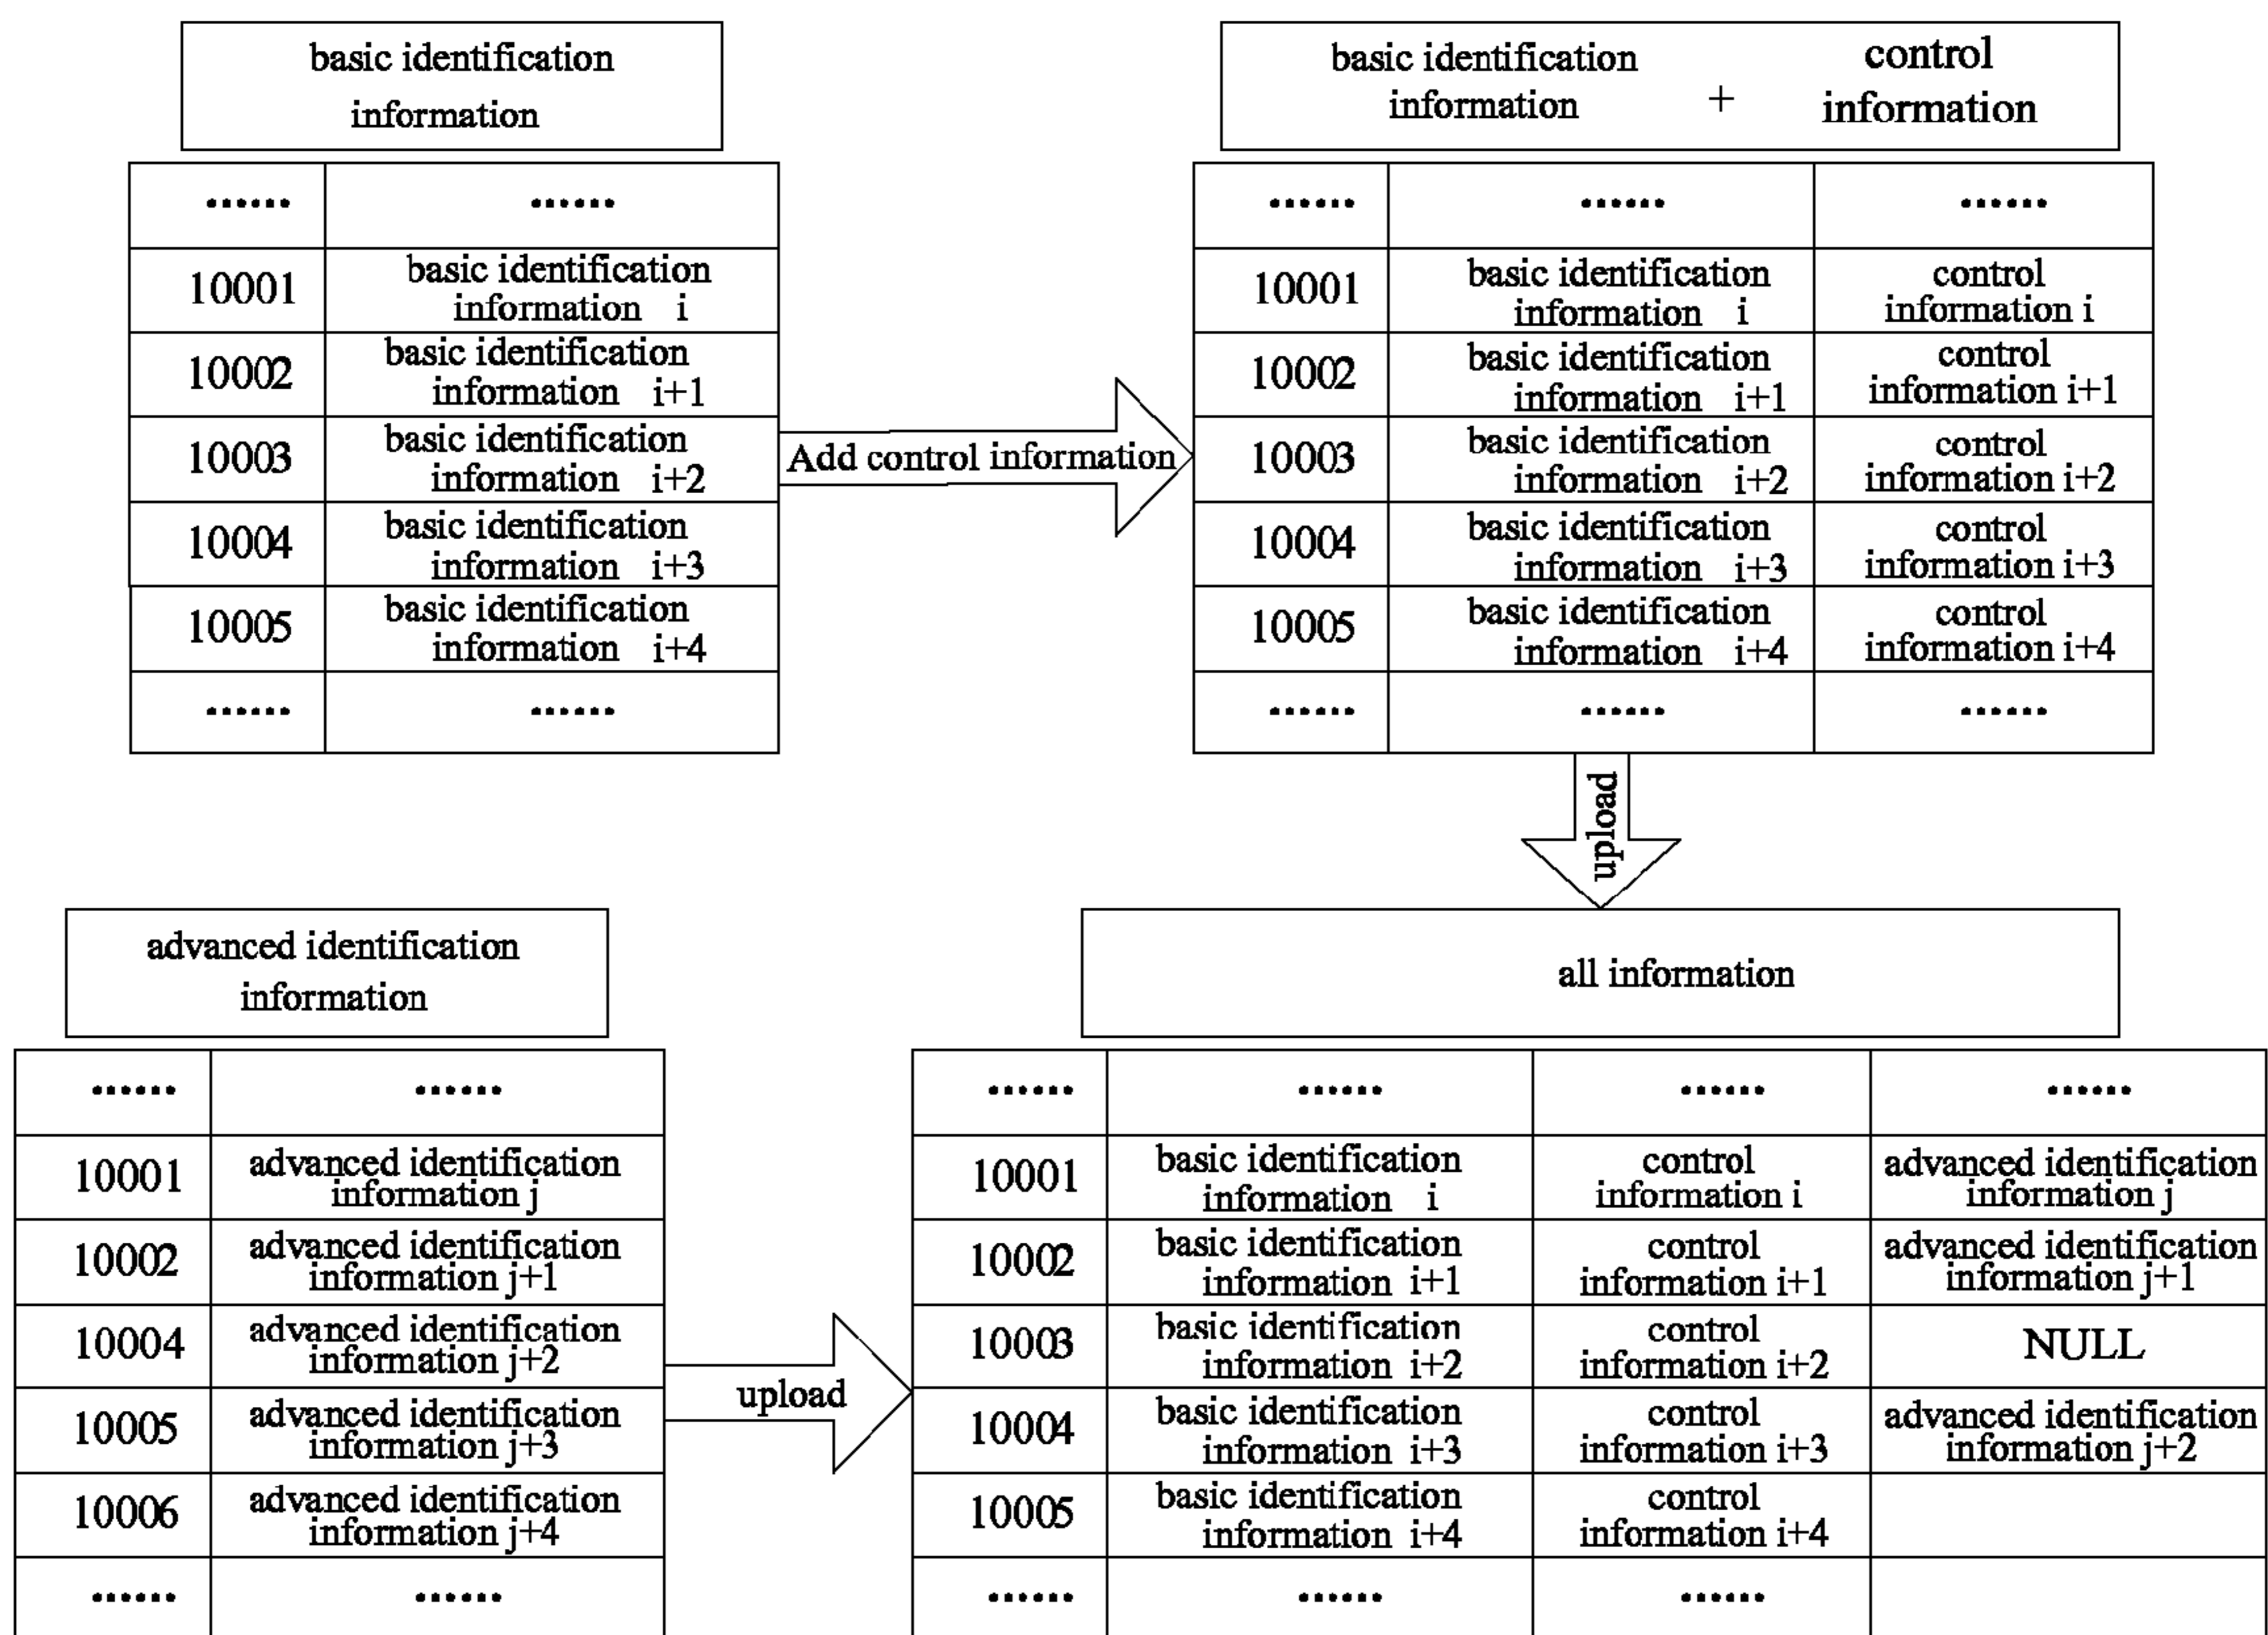 basic identification
information
......	......
10001	basic identification
information i
10002	basic identification
information i+1
10003	basic identification
information i+2
10004	basic identification
information i+3
10005	basic identification
information i+4
......	......
Add control information
basic identification
information
+
control
information
......	......	......
10001	basic identification
information i
control
information i
10002	basic identification
information i+1
control
information i+1
10003	basic identification
information i+2
control
information i+2
10004	basic identification
information i+3
control
information i+3
10005	basic identification
information i+4
control
information i+4
......	......	......
upload
advanced identification
information
......	......
10001	advanced identification
information j
10002	advanced identification
information j+1
10004	advanced identification
information j+2
10005	advanced identification
information j+3
10006	advanced identification
information j+4
......	......
upload
all information
......	......	......	......
10001	basic identification
information i
control
information i
advanced identification
information j
10002	basic identification
information i+1
control
information i+1
advanced identification
information j+1
10003	basic identification
information i+2
control
information i+2
NULL
10004	basic identification
information i+3
control
information i+3
advanced identification
information j+2
10005	basic identification
information i+4
control
information i+4
......	......	......